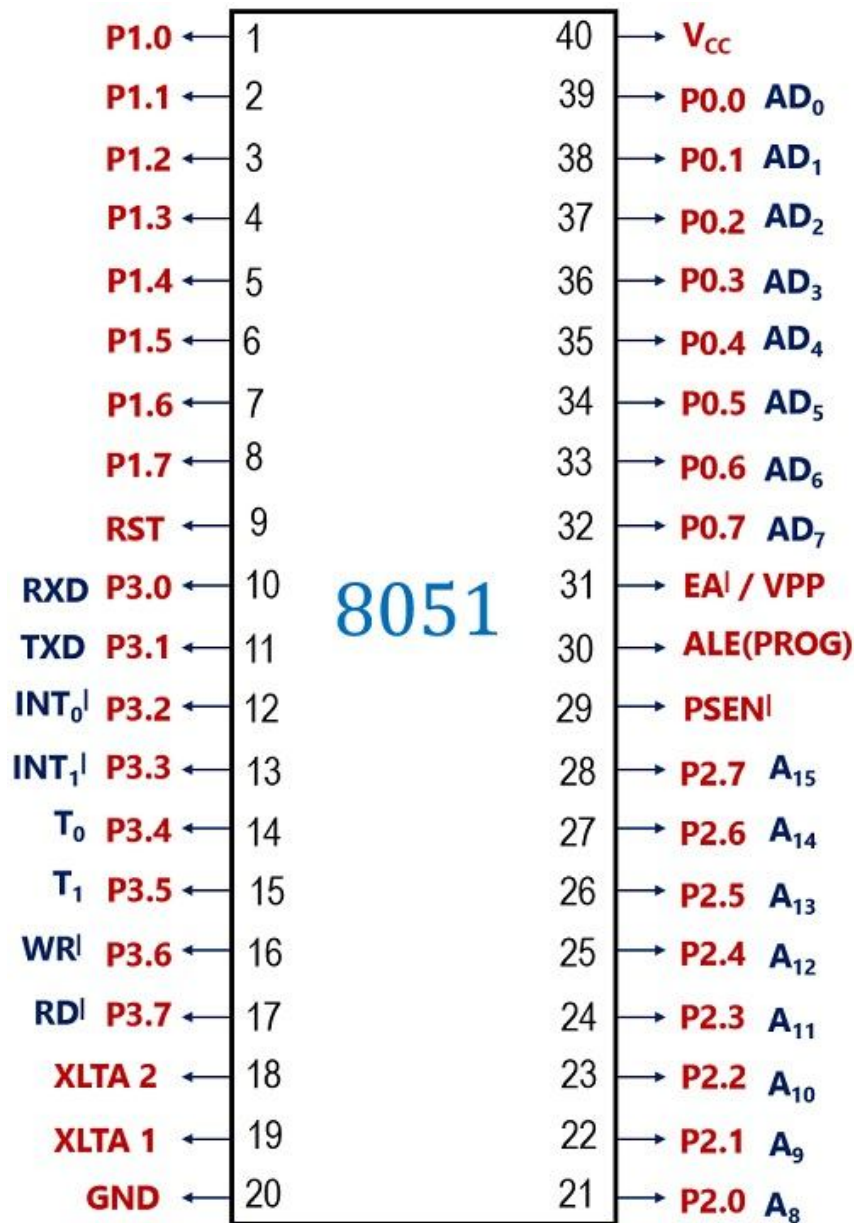 P1.0 1 40 V_CC
P1.1 2 39 P0.0 AD₀
P1.2 3 38 P0.1 AD₁
P1.3 4 37 P0.2 AD₂
P1.4 5 36 P0.3 AD₃
P1.5 6 35 P0.4 AD₄
P1.6 7 34 P0.5 AD₅
P1.7 8 33 P0.6 AD₆
RST 9 32 P0.7 AD₇
RXD P3.0 10 31 EA| / VPP
8051
TXD P3.1 11 30 ALE(PROG)
INT₀| P3.2 12 29 PSEN|
INT₁| P3.3 13 28 P2.7 A₁₅
T₀ P3.4 14 27 P2.6 A₁₄
T₁ P3.5 15 26 P2.5 A₁₃
WR| P3.6 16 25 P2.4 A₁₂
RD| P3.7 17 24 P2.3 A₁₁
XLTA 2 18 23 P2.2 A₁₀
XLTA 1 19 22 P2.1 A₉
GND 20 21 P2.0 A₈